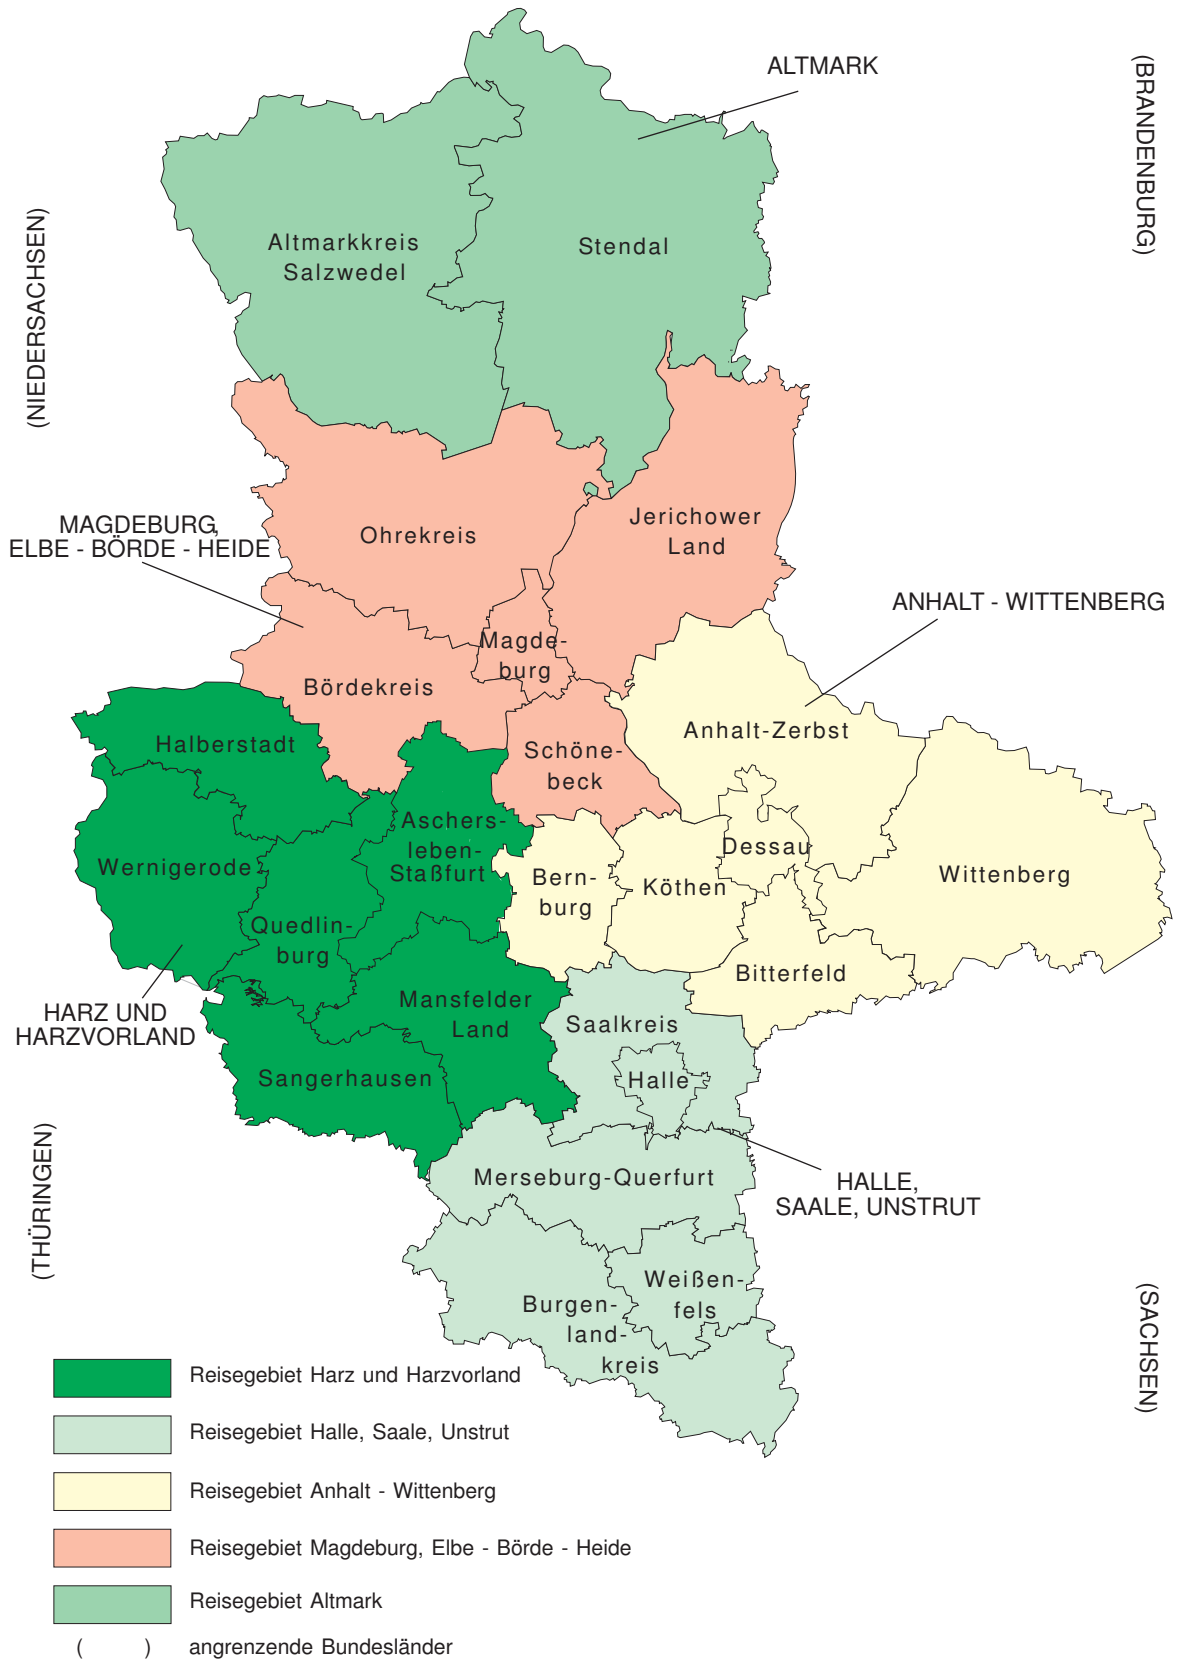 ALTMARK
(BRANDENBURG)
(NIEDERSACHSEN)
Altmarkkreis
Salzwedel
Stendal
MAGDEBURG,
ELBE - BÖRDE - HEIDE
Ohrekreis
Jerichower
Land
ANHALT - WITTENBERG
Magde-
burg
Bördekreis
Halberstadt
Schöne-
beck
Anhalt-Zerbst
Aschers-
leben-
Staßfurt
Wernigerode
Bern-
burg
Köthen
Dessau
Wittenberg
Quedlin-
burg
Bitterfeld
HARZ UND
HARZVORLAND
Mansfelder
Land
Saalkreis
Sangerhausen
Halle
(THÜRINGEN)
Merseburg-Querfurt
HALLE,
SAALE, UNSTRUT
Weißen-
fels
Burgen-
land-
kreis
(SACHSEN)
Reisegebiet Harz und Harzvorland
Reisegebiet Halle, Saale, Unstrut
Reisegebiet Anhalt - Wittenberg
Reisegebiet Magdeburg, Elbe - Börde - Heide
Reisegebiet Altmark
( ) angrenzende Bundesländer